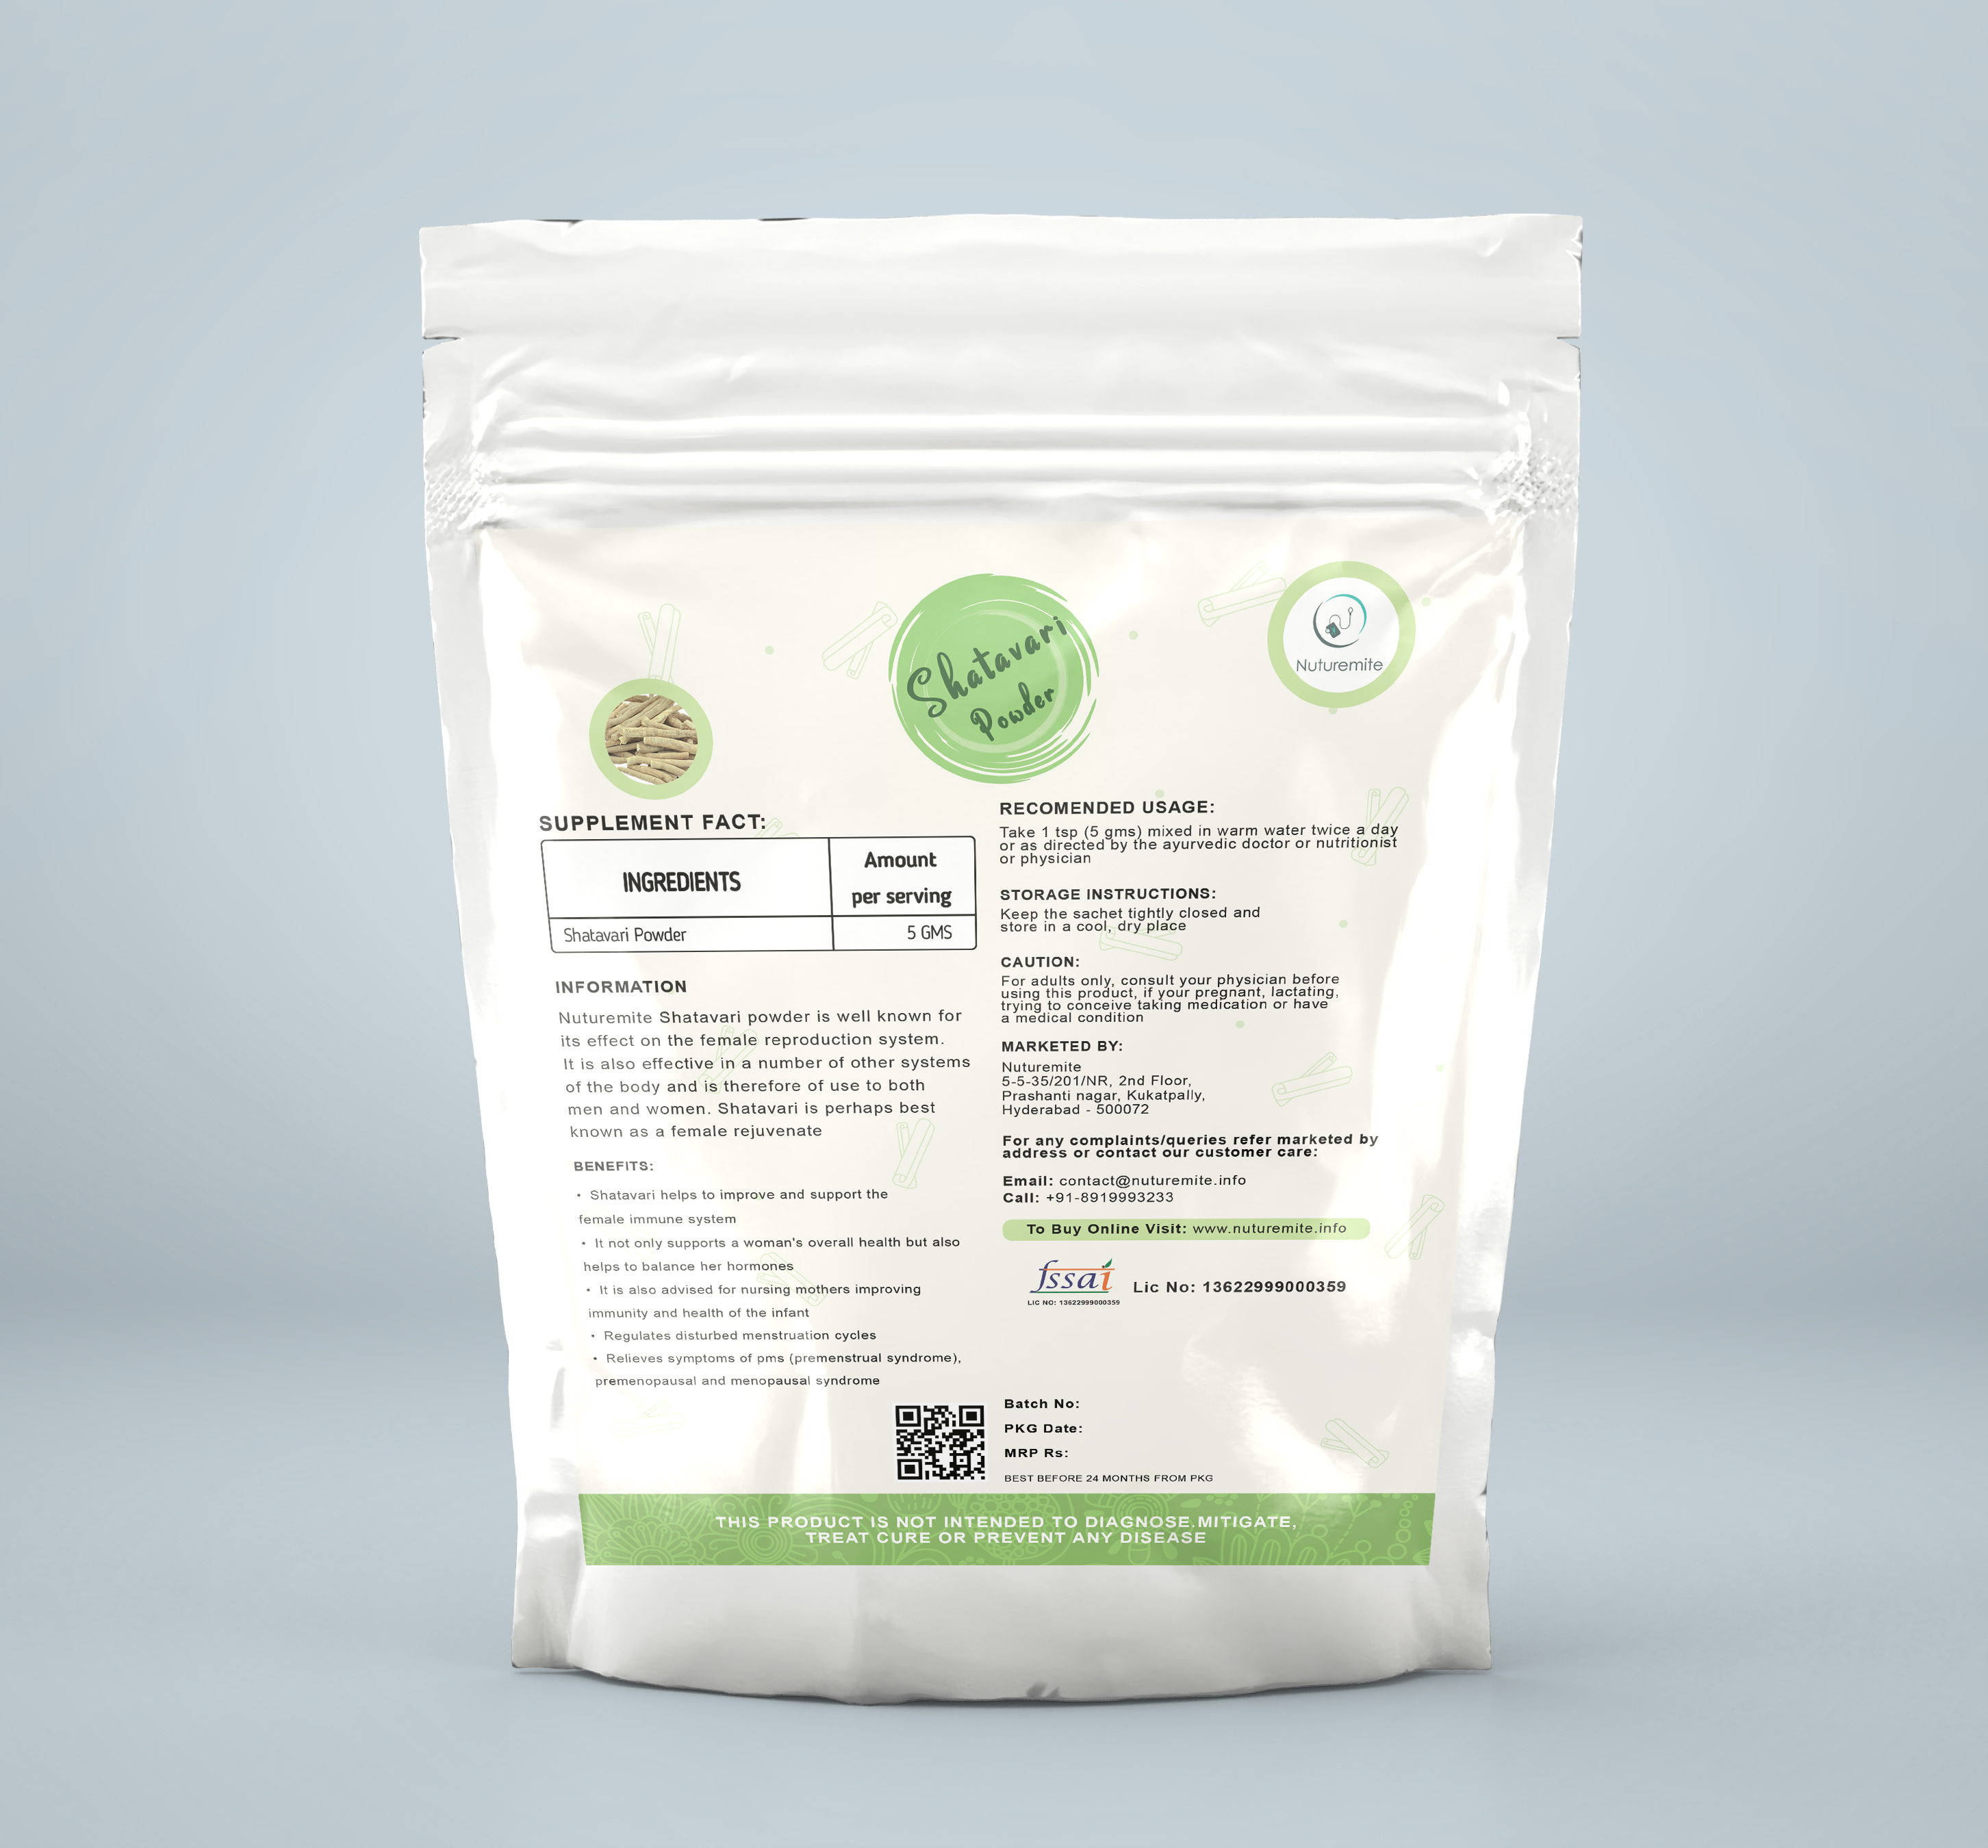 Shatavari
Powder
Nuturemite
SUPPLEMENT FACT:
INGREDIENTS
Amount
per serving
Shatavari Powder
5 GMS
INFORMATION
Nuturemite Shatavari powder is well known for
its effect on the female reproduction system.
It is also effective in a number of other systems
of the body and is therefore of use to both
men and women. Shatavari is perhaps best
known as a female rejuvenate
BENEFITS:
• Shatavari helps to improve and support the
female immune system
• It not only supports a woman's overall health but also
helps to balance her hormones
• It is also advised for nursing mothers improving
immunity and health of the infant
• Regulates disturbed menstruation cycles
• Relieves symptoms of pms (premenstrual syndrome),
premenopausal and menopausal syndrome
RECOMENDED USAGE:
Take 1 tsp (5 gms) mixed in warm water twice a day
or as directed by the ayurvedic doctor or nutritionist
or physician
STORAGE INSTRUCTIONS:
Keep the sachet tightly closed and
store in a cool, dry place
CAUTION:
For adults only, consult your physician before
using this product, if your pregnant, lactating,
trying to conceive taking medication or have
a medical condition
MARKETED BY:
Nuturemite
5-5-35/201/NR, 2nd Floor,
Prashanti nagar, Kukatpally,
Hyderabad - 500072
For any complaints/queries refer marketed by
address or contact our customer care:
Email: contact@nuturemite.info
Call: +91-8919993233
To Buy Online Visit: www.nuturemite.info
fssai
LIC NO: 13622999000359
Lic No: 13622999000359
Batch No:
PKG Date:
MRP Rs:
BEST BEFORE 24 MONTHS FROM PKG
THIS PRODUCT IS NOT INTENDED TO DIAGNOSE.MITIGATE,
TREAT CURE OR PREVENT ANY DISEASE